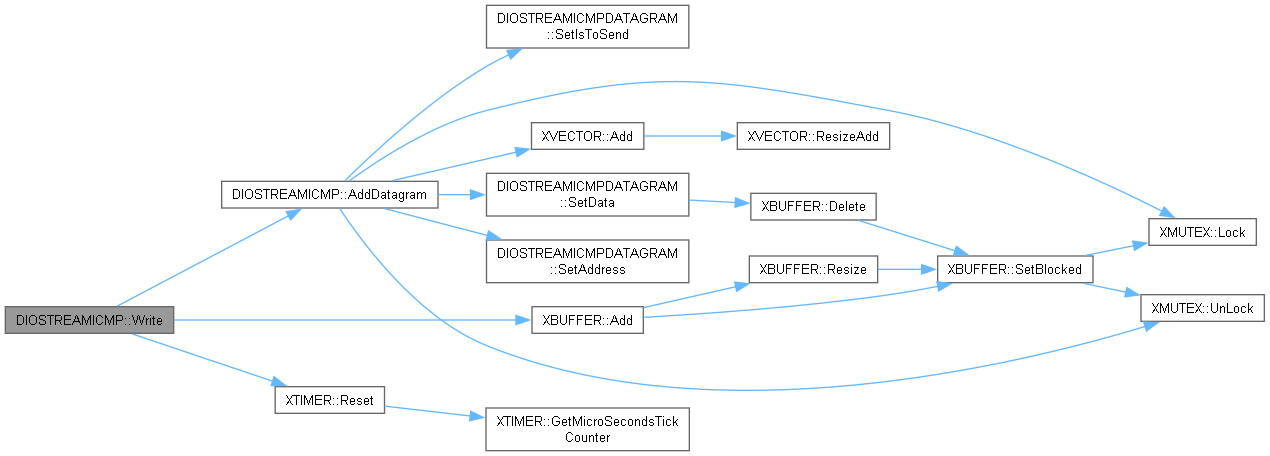 DIOSTREAMICMPDATAGRAM
::SetIsToSend
XVECTOR::Add
XVECTOR::ResizeAdd
DIOSTREAMICMP::AddDatagram
DIOSTREAMICMPDATAGRAM
::SetData
XBUFFER::Delete
XMUTEX::Lock
DIOSTREAMICMPDATAGRAM
::SetAddress
XBUFFER::Resize
XBUFFER::SetBlocked
XMUTEX::UnLock
DIOSTREAMICMP::Write
XBUFFER::Add
XTIMER::Reset
XTIMER::GetMicroSecondsTick
Counter